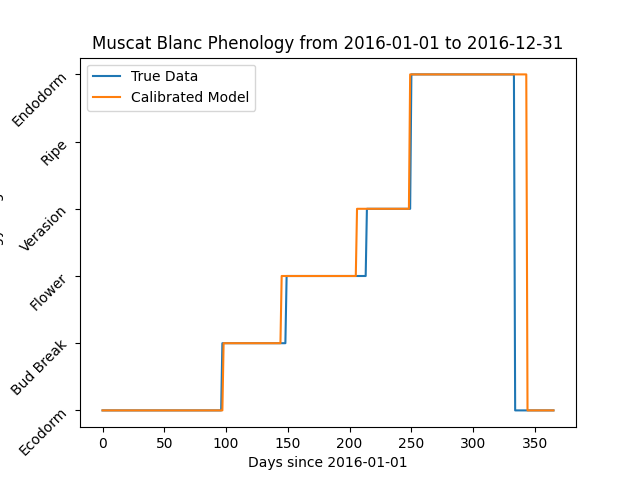 Muscat Blanc Phenology from 2016-01-01 to 2016-12-31
True Data
Calibrated Model
Endodorm
Ripe
Verasion
Flower
Bud Break
Ecodorm
0 50 100 150 200 250 300 350
Days since 2016-01-01